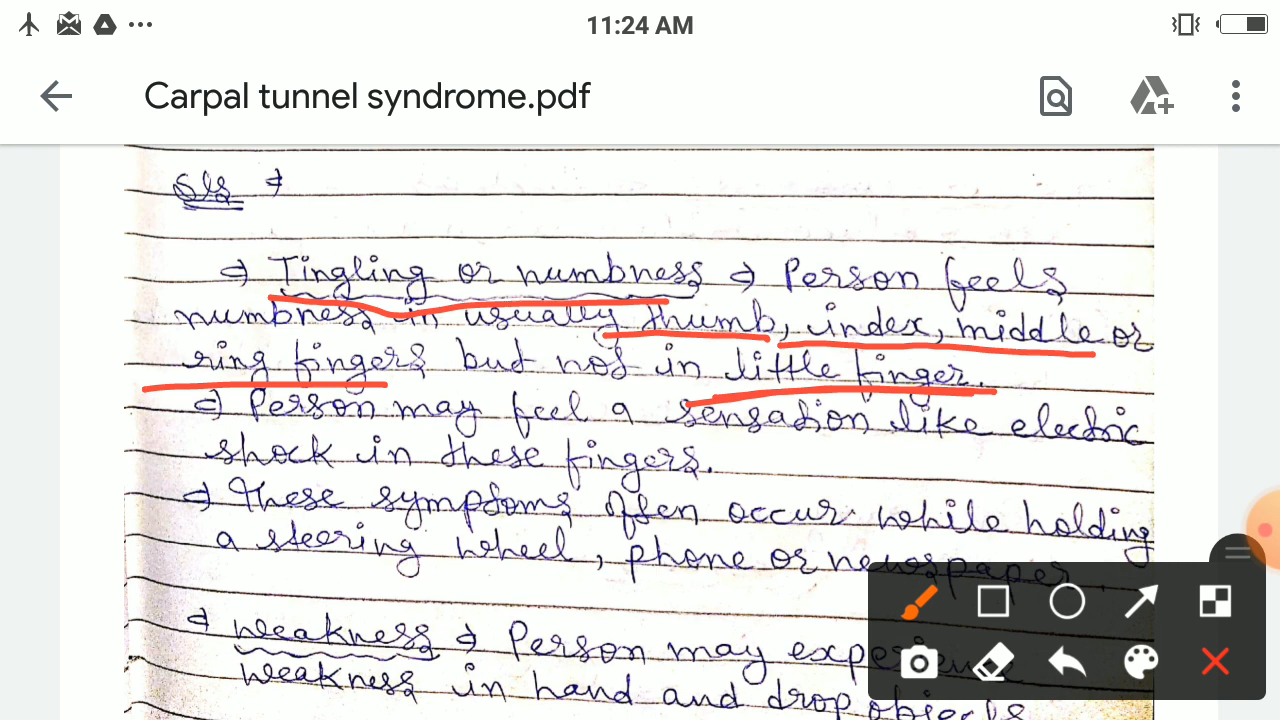 11:24 AM
Carpal tunnel syndrome.pdf
S/S ⇒
⇒ Tingling or numbness ⇒ Person feels
numbness in usually thumb, index, middle or
ring fingers but not in little finger.
⇒ Person may feel a sensation like electric
shock in these fingers.
⇒ These symptoms often occur while holding
a steering wheel, phone or newspaper
⇒ Weakness ⇒ Person may experience
weakness in hand and drop objects